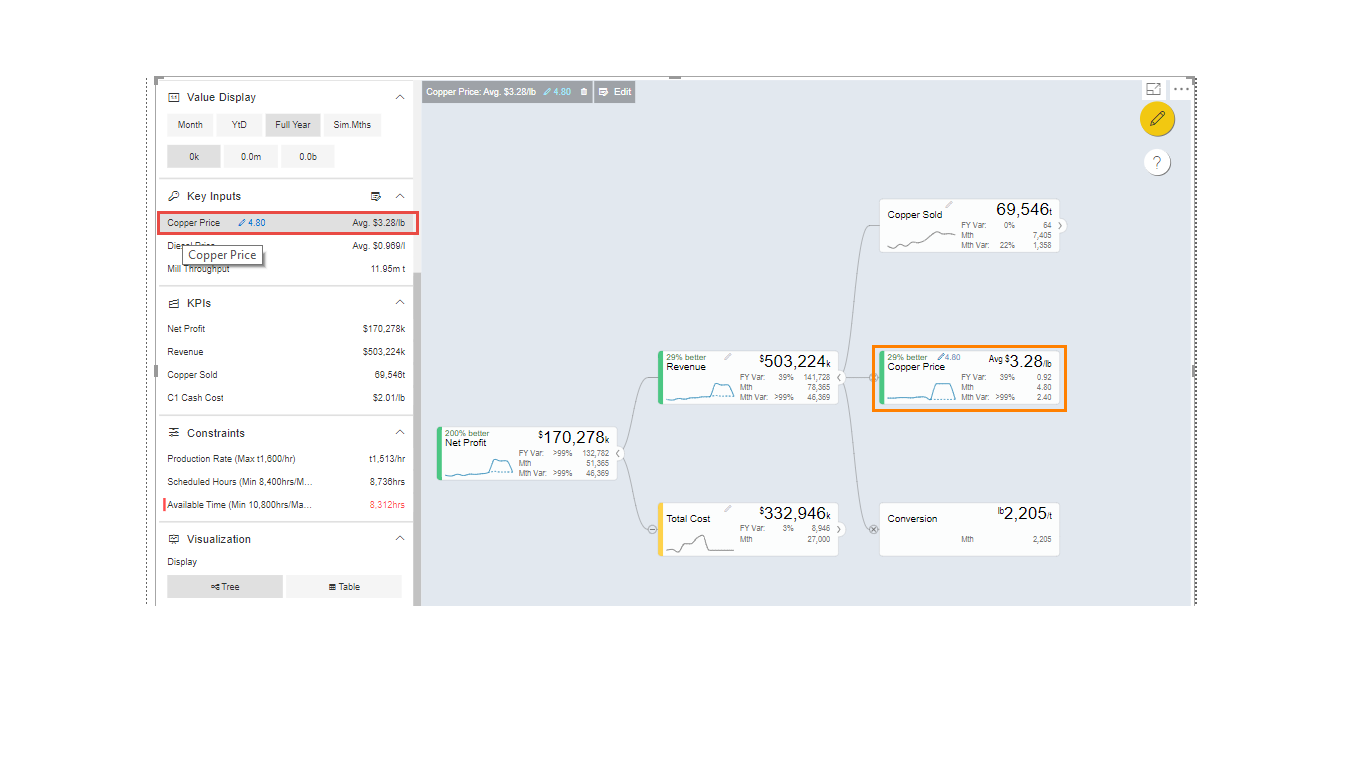 Value Display
Month YtD Full Year Sim.Mths
0k 0.0m 0.0b
Key Inputs
Copper Price 4.80 Avg. $3.28/lb
Diesel Price Avg. $0.969/l
Copper Price
Mill Throughput 11.95m t
KPIs
Net Profit $170,278k
Revenue $503,224k
Copper Sold 69,546t
C1 Cash Cost $2.01/lb
Constraints
Production Rate (Max t1,600/hr) t1,513/hr
Scheduled Hours (Min 8,400hrs/M... 8,736hrs
Available Time (Min 10,800hrs/Ma... 8,312hrs
Visualization
Display
Tree Table
Copper Price: Avg. $3.28/lb 4.80 Edit
?
Copper Sold 69,546t
FY Var: 0% 64
Mth 7,405
Mth Var: 22% 1,358
29% better
Revenue $503,224k
FY Var: 39% 141,728
Mth 78,365
Mth Var: >99% 46,369
29% better 4.80
Copper Price Avg $3.28/lb
FY Var: 39% 0.92
Mth 4.80
Mth Var: >99% 2.40
200% better
Net Profit $170,278k
FY Var: >99% 132,782
Mth 51,365
Mth Var: >99% 46,369
Total Cost $332,946k
FY Var: 3% 8,946
Mth 27,000
Conversion lb2,205/t
Mth 2,205